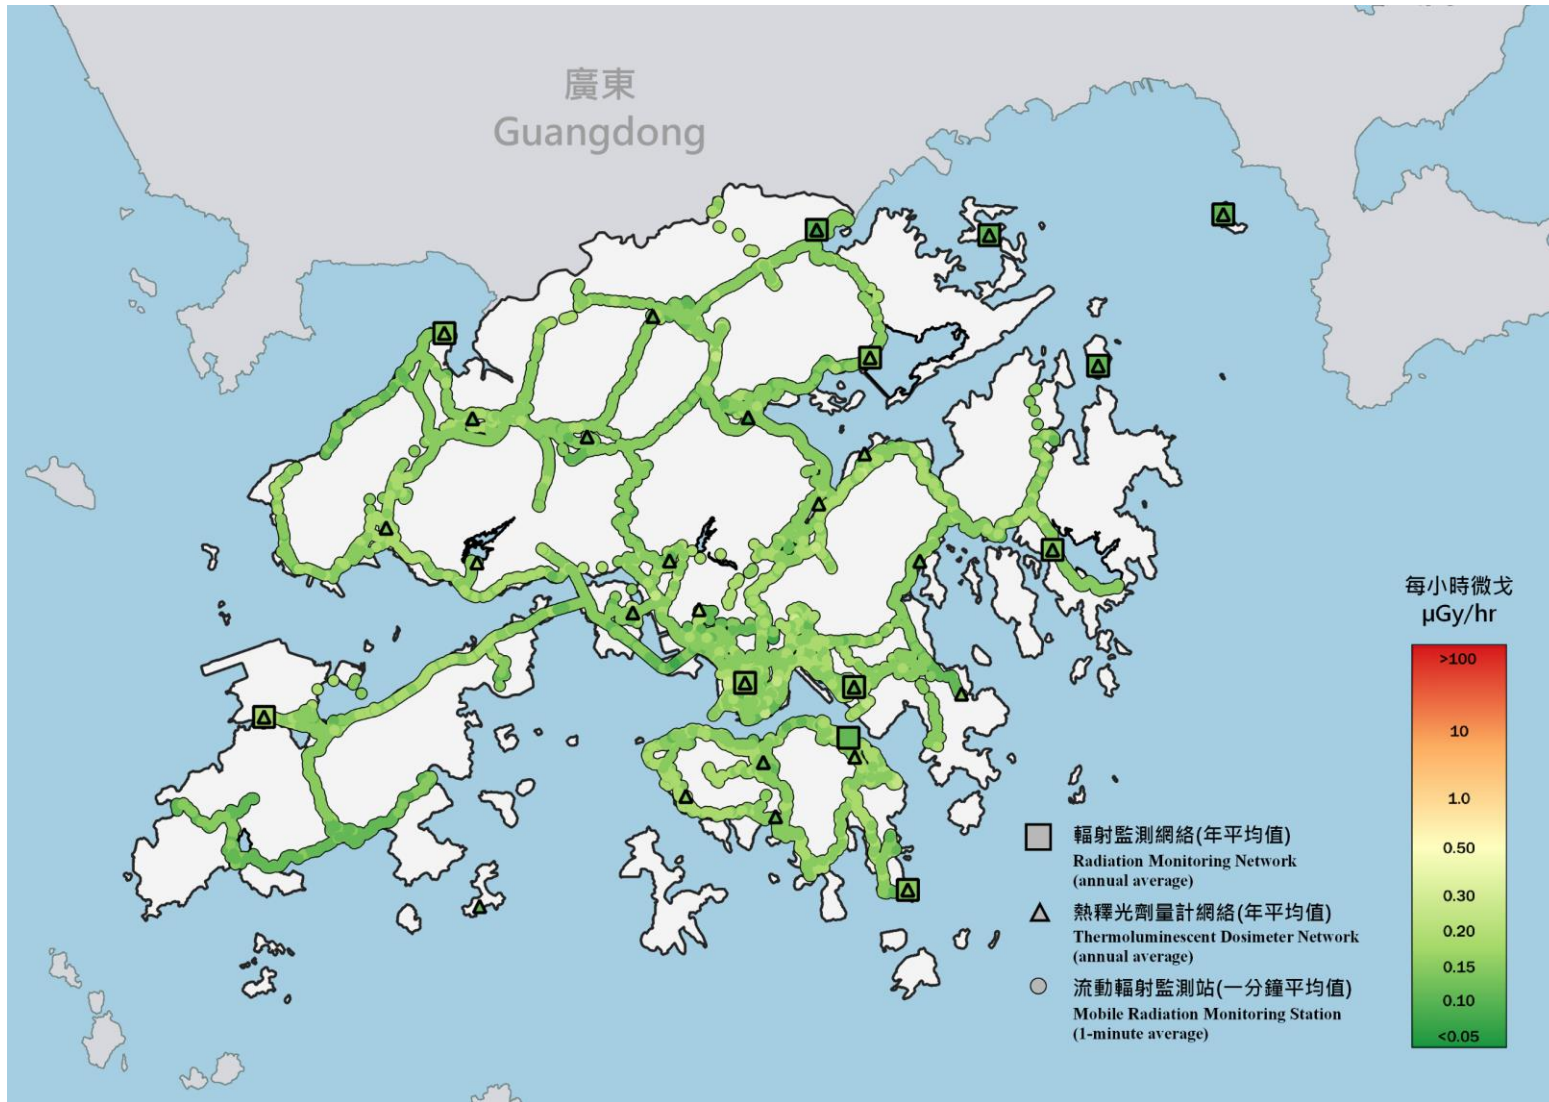 廣東
Guangdong
每小時微戈
μGy/hr
>100
10
1.0
0.50
0.30
0.20
0.15
0.10
<0.05
輻射監測網絡(年平均值)
Radiation Monitoring Network
(annual average)
熱釋光劑量計網絡(年平均值)
Thermoluminescent Dosimeter Network
(annual average)
流動輻射監測站(一分鐘平均值)
Mobile Radiation Monitoring Station
(1-minute average)